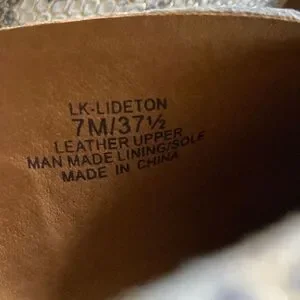 LK-LIDETON
7M/37½
LEATHER UPPER
MAN MADE LINING/SOLE
MADE IN CHINA